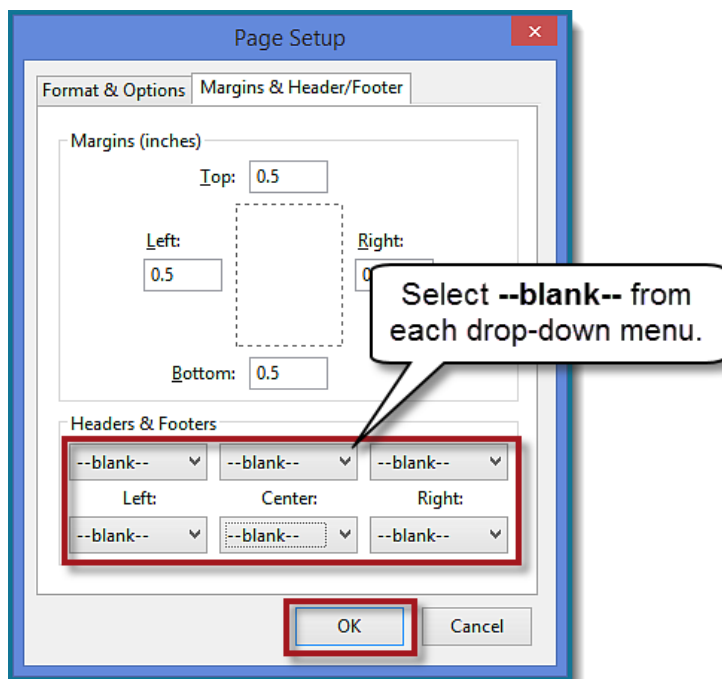 Page Setup
Format & Options
Margins & Header/Footer
Margins (inches)
Top: 0.5
Left:
Right:
0.5
Select --blank-- from
each drop-down menu.
Bottom: 0.5
Headers & Footers
--blank-- --blank-- --blank--
Left: Center: Right:
--blank-- --blank-- --blank--
OK Cancel